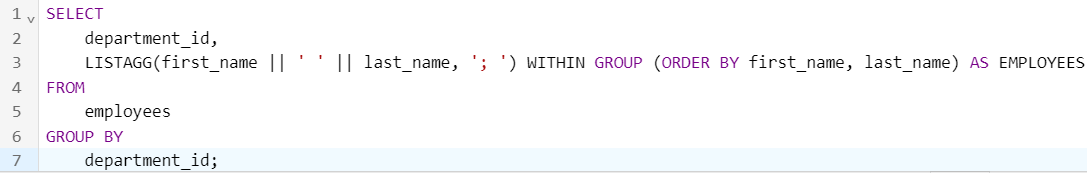 1 SELECT
2 department_id,
3 LISTAGG(first_name || ' ' || last_name, '; ') WITHIN GROUP (ORDER BY first_name, last_name) AS EMPLOYEES
4 FROM
5 employees
6 GROUP BY
7 department_id;